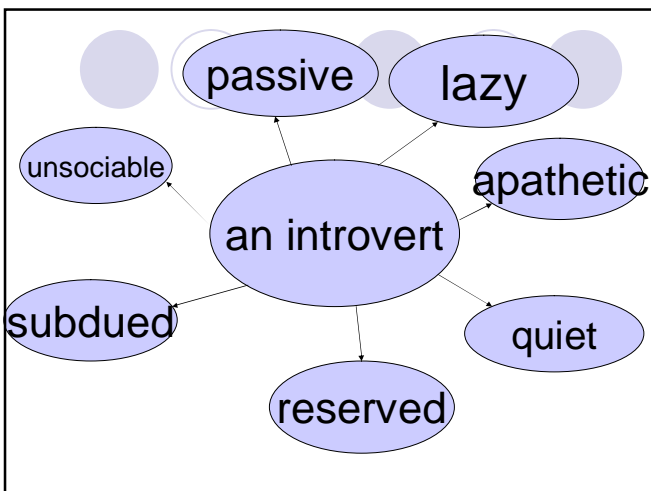 passive
lazy
unsociable
apathetic
an introvert
subdued
quiet
reserved